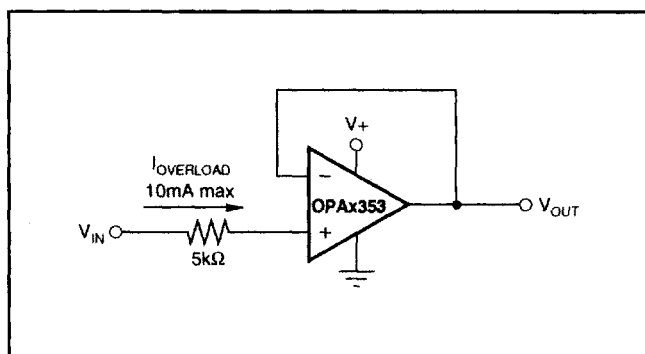 V+
IOVERLOAD
10mA max
−
OPAx353
+
VIN
5kΩ
VOUT